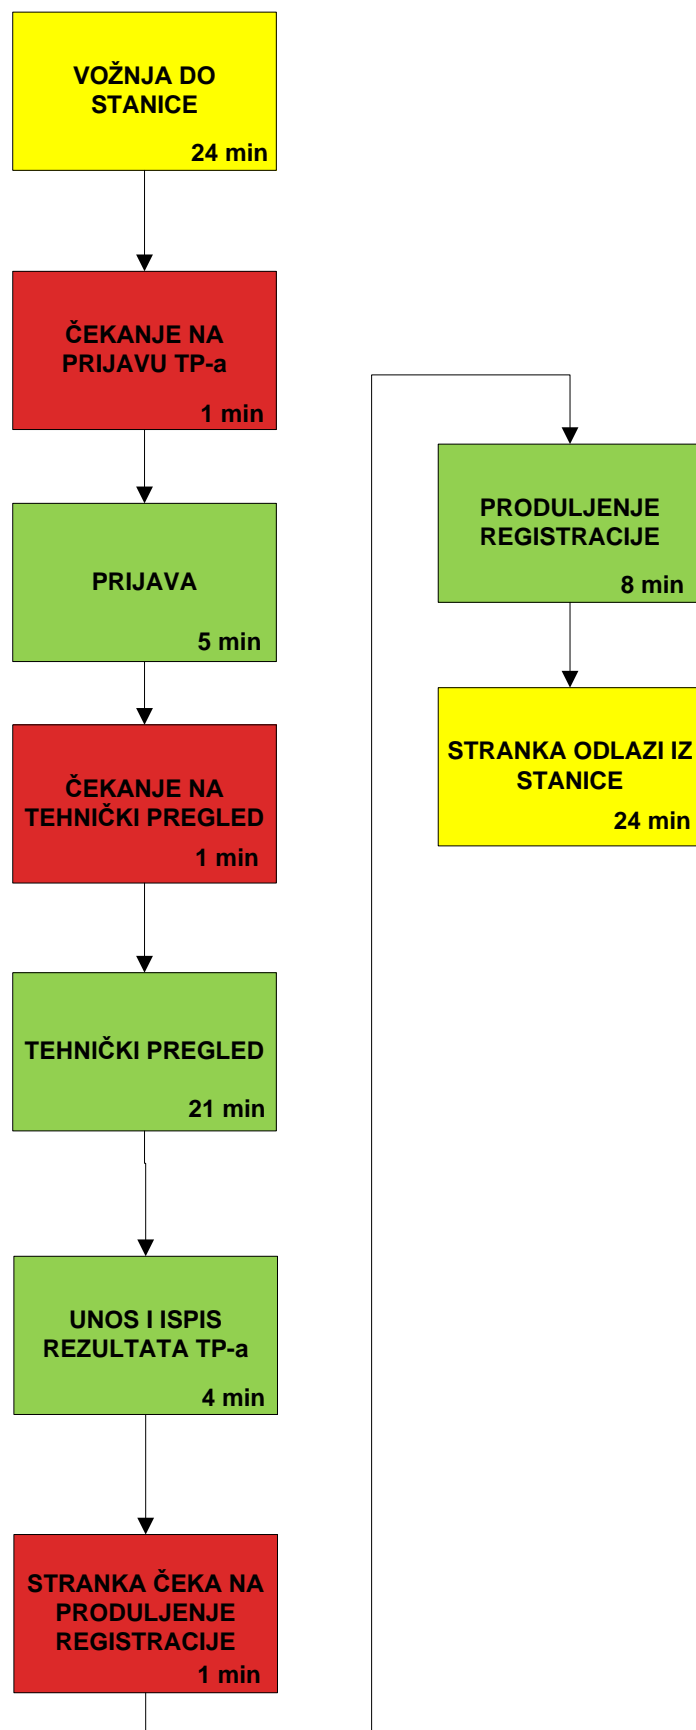 VOŽNJA DO
STANICE
24 min
ČEKANJE NA
PRIJAVU TP-a
1 min
PRIJAVA
5 min
ČEKANJE NA
TEHNIČKI PREGLED
1 min
TEHNIČKI PREGLED
21 min
UNOS I ISPIS
REZULTATA TP-a
4 min
STRANKA ČEKA NA
PRODULJENJE
REGISTRACIJE
1 min
PRODULJENJE
REGISTRACIJE
8 min
STRANKA ODLAZI IZ
STANICE
24 min